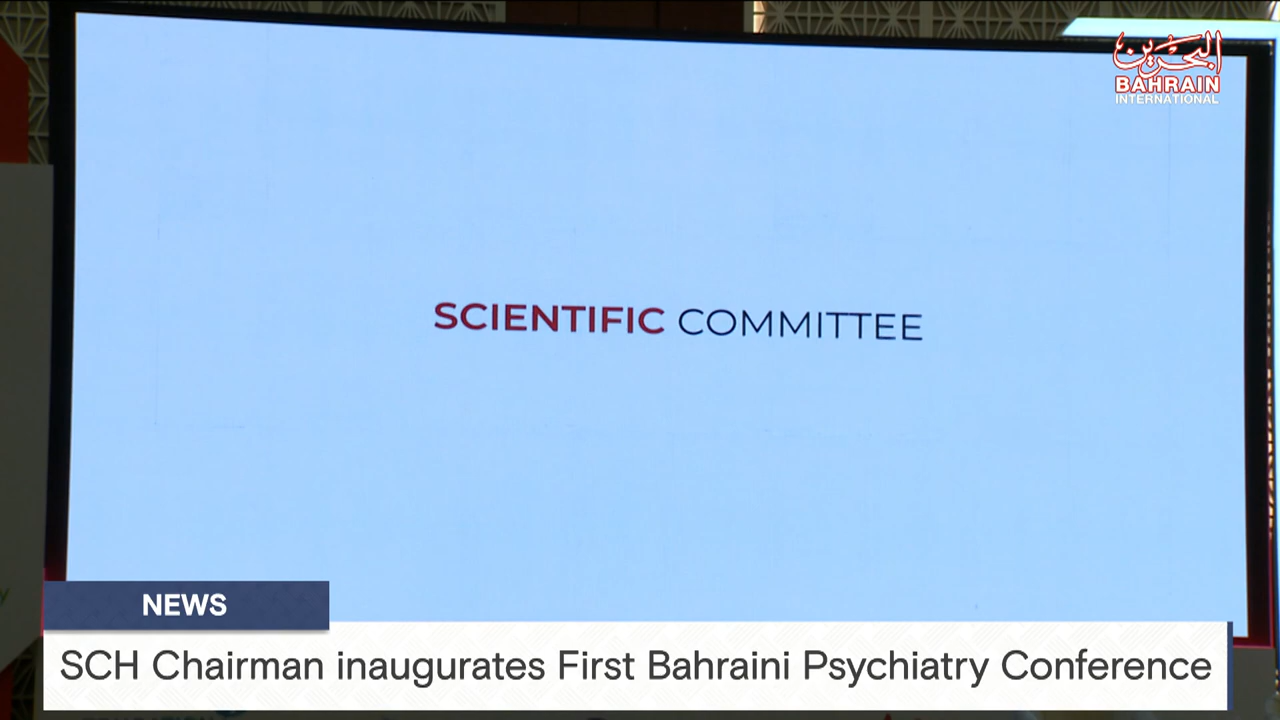 البحرين
BAHRAIN
INTERNATIONAL
SCIENTIFIC COMMITTEE
NEWS
SCH Chairman inaugurates First Bahraini Psychiatry Conference